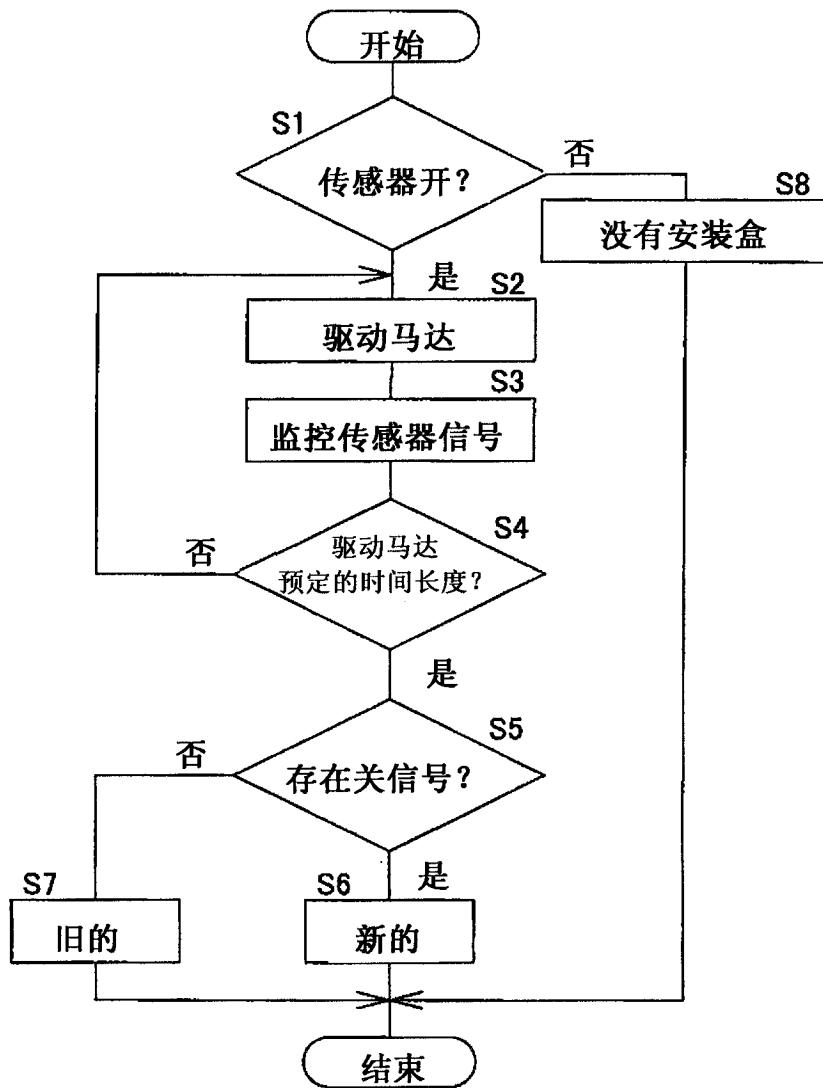 开始
S1
传感器开?
否
S8
没有安装盒
是
S2
驱动马达
S3
监控传感器信号
S4
否
驱动马达
预定的时间长度?
是
S5
否
存在关信号?
S7
旧的
S6
是
新的
结束